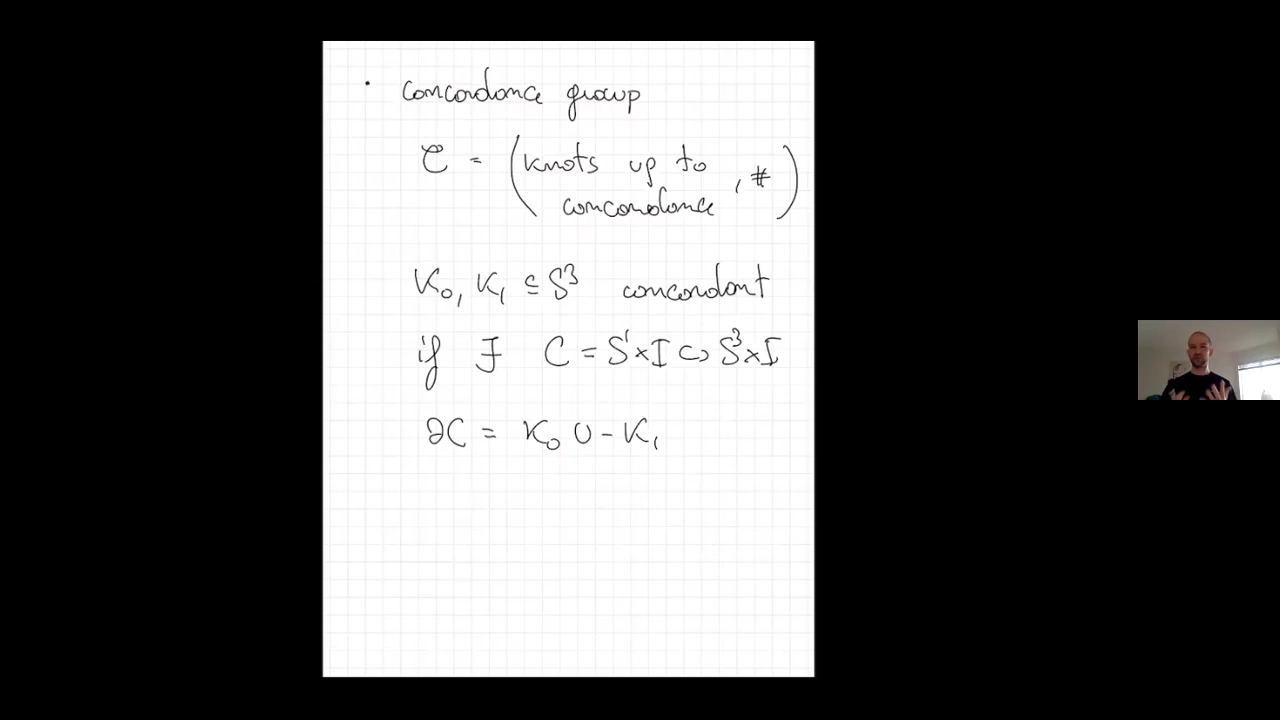 · concordance group
C = (knots up to
concordance , #)
K₀, K₁ ⊆ S³ concordant
if ∃ C = S¹×I ↪ S³×I
∂C = K₀ ∪ -K₁